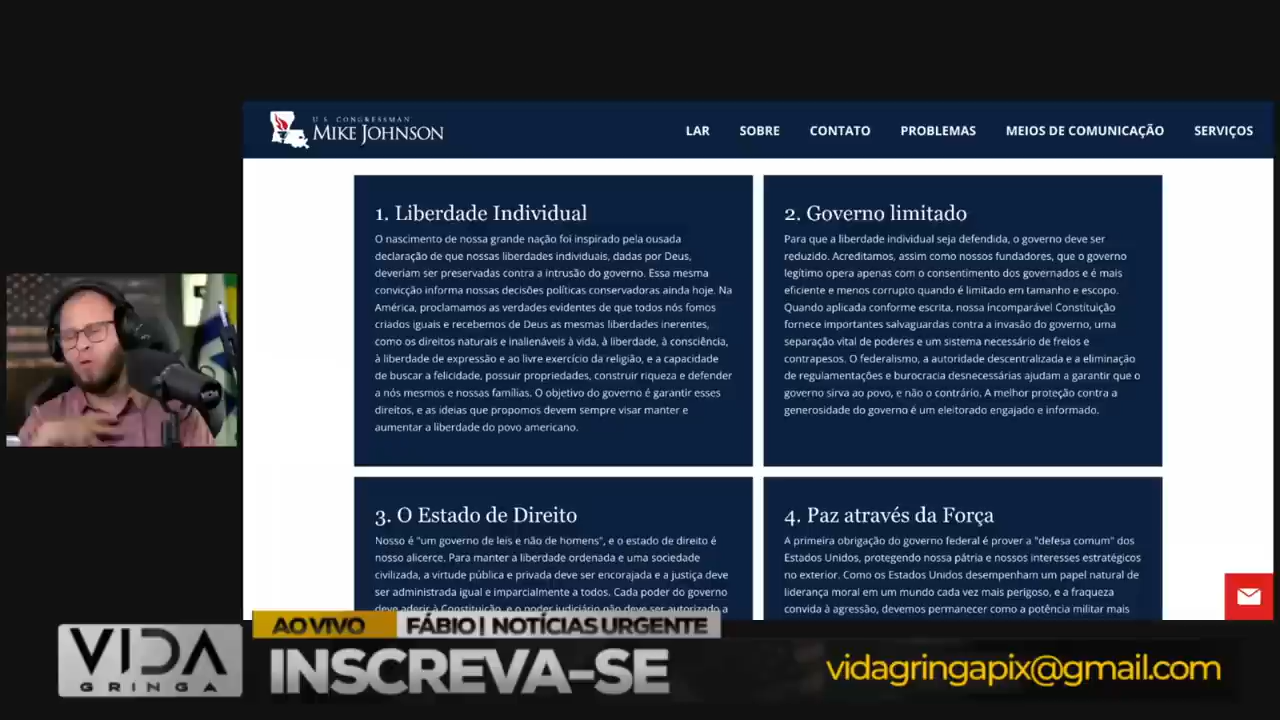 U.S. CONGRESSMAN
MIKE JOHNSON
LAR SOBRE CONTATO PROBLEMAS MEIOS DE COMUNICAÇÃO SERVIÇOS
1. Liberdade Individual
O nascimento de nossa grande nação foi inspirado pela ousada
declaração de que nossas liberdades individuais, dadas por Deus,
deveriam ser preservadas contra a intrusão do governo. Essa mesma
convicção informa nossas decisões políticas conservadoras ainda hoje. Na
América, proclamamos as verdades evidentes de que todos nós fomos
criados iguais e recebemos de Deus as mesmas liberdades inerentes,
como os direitos naturais e inalienáveis à vida, à liberdade, à consciência,
à liberdade de expressão e ao livre exercício da religião, e a capacidade
de buscar a felicidade, possuir propriedades, construir riqueza e defender
a nós mesmos e nossas famílias. O objetivo do governo é garantir esses
direitos, e as ideias que propomos devem sempre visar manter e
aumentar a liberdade do povo americano.
2. Governo limitado
Para que a liberdade individual seja defendida, o governo deve ser
reduzido. Acreditamos, assim como nossos fundadores, que o governo
legítimo opera apenas com o consentimento dos governados e é mais
eficiente e menos corrupto quando é limitado em tamanho e escopo.
Quando aplicada conforme escrita, nossa incomparável Constituição
fornece importantes salvaguardas contra a invasão do governo, uma
separação vital de poderes e um sistema necessário de freios e
contrapesos. O federalismo, a autoridade descentralizada e a eliminação
de regulamentações e burocracia desnecessárias ajudam a garantir que o
governo sirva ao povo, e não o contrário. A melhor proteção contra a
generosidade do governo é um eleitorado engajado e informado.
3. O Estado de Direito
Nosso é "um governo de leis e não de homens", e o estado de direito é
nosso alicerce. Para manter a liberdade ordenada e uma sociedade
civilizada, a virtude pública e privada deve ser encorajada e a justiça deve
ser administrada igual e imparcialmente a todos. Cada poder do governo
deve aderir à Constituição, e o poder judiciário não deve ser autorizado a
4. Paz através da Força
A primeira obrigação do governo federal é prover a "defesa comum" dos
Estados Unidos, protegendo nossa pátria e nossos interesses estratégicos
no exterior. Como os Estados Unidos desempenham um papel natural de
liderança moral em um mundo cada vez mais perigoso, e a fraqueza
convida à agressão, devemos permanecer como a potência militar mais
AO VIVO FÁBIO | NOTÍCIAS URGENTE
VIDA
GRINGA
INSCREVA-SE
vidagringapix@gmail.com